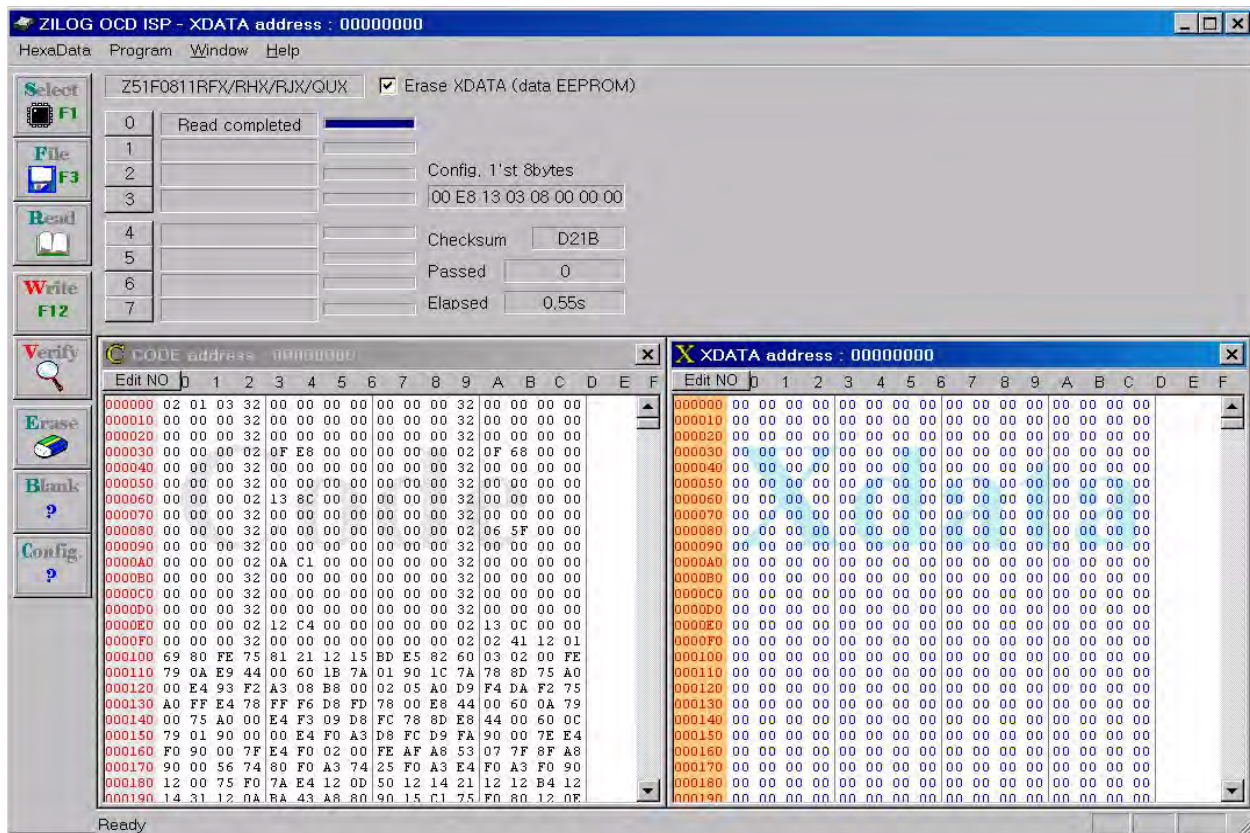 ZILOG OCD ISP - XDATA address : 00000000
HexaData Program Window Help
Select
F1
File
F3
Read
Write
F12
Verify
Erase
Blank
?
Config.
?
Z51F0811RFX/RHX/RJX/QUX Erase XDATA (data EEPROM)
0 Read completed
1
2 Config. 1'st 8bytes
3 00 E8 13 03 08 00 00 00
4 Checksum D21B
5
6 Passed 0
7 Elapsed 0.55s
C CODE address : 00000000
Edit NO 0 1 2 3 4 5 6 7 8 9 A B C D E F
000000 02 01 03 32 00 00 00 00 00 00 00 32 00 00 00 00
000010 00 00 00 32 00 00 00 00 00 00 00 32 00 00 00 00
000020 00 00 00 32 00 00 00 00 00 00 00 32 00 00 00 00
000030 00 00 00 02 0F E8 00 00 00 00 00 02 0F 68 00 00
000040 00 00 00 32 00 00 00 00 00 00 00 32 00 00 00 00
000050 00 00 00 32 00 00 00 00 00 00 00 32 00 00 00 00
000060 00 00 00 02 13 8C 00 00 00 00 00 32 00 00 00 00
000070 00 00 00 32 00 00 00 00 00 00 00 32 00 00 00 00
000080 00 00 00 32 00 00 00 00 00 00 00 02 06 5F 00 00
000090 00 00 00 32 00 00 00 00 00 00 00 32 00 00 00 00
0000A0 00 00 00 02 0A C1 00 00 00 00 00 32 00 00 00 00
0000B0 00 00 00 32 00 00 00 00 00 00 00 32 00 00 00 00
0000C0 00 00 00 32 00 00 00 00 00 00 00 32 00 00 00 00
0000D0 00 00 00 32 00 00 00 00 00 00 00 32 00 00 00 00
0000E0 00 00 00 02 12 C4 00 00 00 00 00 02 13 0C 00 00
0000F0 00 00 00 32 00 00 00 00 00 00 00 02 02 41 12 01
000100 69 80 FE 75 81 21 12 15 BD E5 82 60 03 02 00 FE
000110 79 0A E9 44 00 60 1B 7A 01 90 1C 7A 78 8D 75 A0
000120 00 E4 93 F2 A3 08 B8 00 02 05 A0 D9 F4 DA F2 75
000130 A0 FF E4 78 FF F6 D8 FD 78 00 E8 44 00 60 0A 79
000140 00 75 A0 00 E4 F3 09 D8 FC 78 8D E8 44 00 60 0C
000150 79 01 90 00 00 E4 F0 A3 D8 FC D9 FA 90 00 7E E4
000160 F0 90 00 7F E4 F0 02 00 FE AF A8 53 07 7F 8F A8
000170 90 00 56 74 80 F0 A3 74 25 F0 A3 E4 F0 A3 F0 90
000180 12 00 75 F0 7A E4 12 0D 50 12 14 21 12 12 B4 12
000190 14 31 12 0A BA 43 A8 80 90 15 C1 75 F0 80 12 0E
Code
X XDATA address : 00000000
Edit NO 0 1 2 3 4 5 6 7 8 9 A B C D E F
000000 00 00 00 00 00 00 00 00 00 00 00 00 00 00 00 00
000010 00 00 00 00 00 00 00 00 00 00 00 00 00 00 00 00
000020 00 00 00 00 00 00 00 00 00 00 00 00 00 00 00 00
000030 00 00 00 00 00 00 00 00 00 00 00 00 00 00 00 00
000040 00 00 00 00 00 00 00 00 00 00 00 00 00 00 00 00
000050 00 00 00 00 00 00 00 00 00 00 00 00 00 00 00 00
000060 00 00 00 00 00 00 00 00 00 00 00 00 00 00 00 00
000070 00 00 00 00 00 00 00 00 00 00 00 00 00 00 00 00
000080 00 00 00 00 00 00 00 00 00 00 00 00 00 00 00 00
000090 00 00 00 00 00 00 00 00 00 00 00 00 00 00 00 00
0000A0 00 00 00 00 00 00 00 00 00 00 00 00 00 00 00 00
0000B0 00 00 00 00 00 00 00 00 00 00 00 00 00 00 00 00
0000C0 00 00 00 00 00 00 00 00 00 00 00 00 00 00 00 00
0000D0 00 00 00 00 00 00 00 00 00 00 00 00 00 00 00 00
0000E0 00 00 00 00 00 00 00 00 00 00 00 00 00 00 00 00
0000F0 00 00 00 00 00 00 00 00 00 00 00 00 00 00 00 00
000100 00 00 00 00 00 00 00 00 00 00 00 00 00 00 00 00
000110 00 00 00 00 00 00 00 00 00 00 00 00 00 00 00 00
000120 00 00 00 00 00 00 00 00 00 00 00 00 00 00 00 00
000130 00 00 00 00 00 00 00 00 00 00 00 00 00 00 00 00
000140 00 00 00 00 00 00 00 00 00 00 00 00 00 00 00 00
000150 00 00 00 00 00 00 00 00 00 00 00 00 00 00 00 00
000160 00 00 00 00 00 00 00 00 00 00 00 00 00 00 00 00
000170 00 00 00 00 00 00 00 00 00 00 00 00 00 00 00 00
000180 00 00 00 00 00 00 00 00 00 00 00 00 00 00 00 00
000190 00 00 00 00 00 00 00 00 00 00 00 00 00 00 00 00
Xdata
Ready